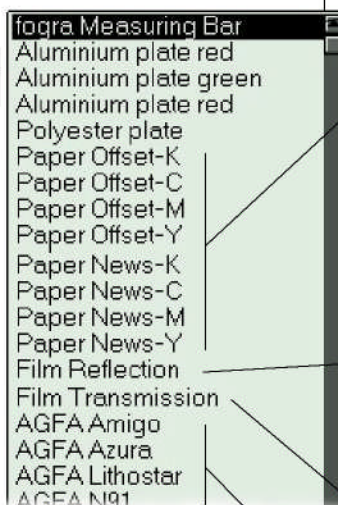 fogra Measuring Bar
Aluminium plate red
Aluminium plate green
Aluminium plate red
Polyester plate
Paper Offset-K
Paper Offset-C
Paper Offset-M
Paper Offset-Y
Paper News-K
Paper News-C
Paper News-M
Paper News-Y
Film Reflection
Film Transmission
AGFA Amigo
AGFA Azura
AGFA Lithostar
AGFA N91